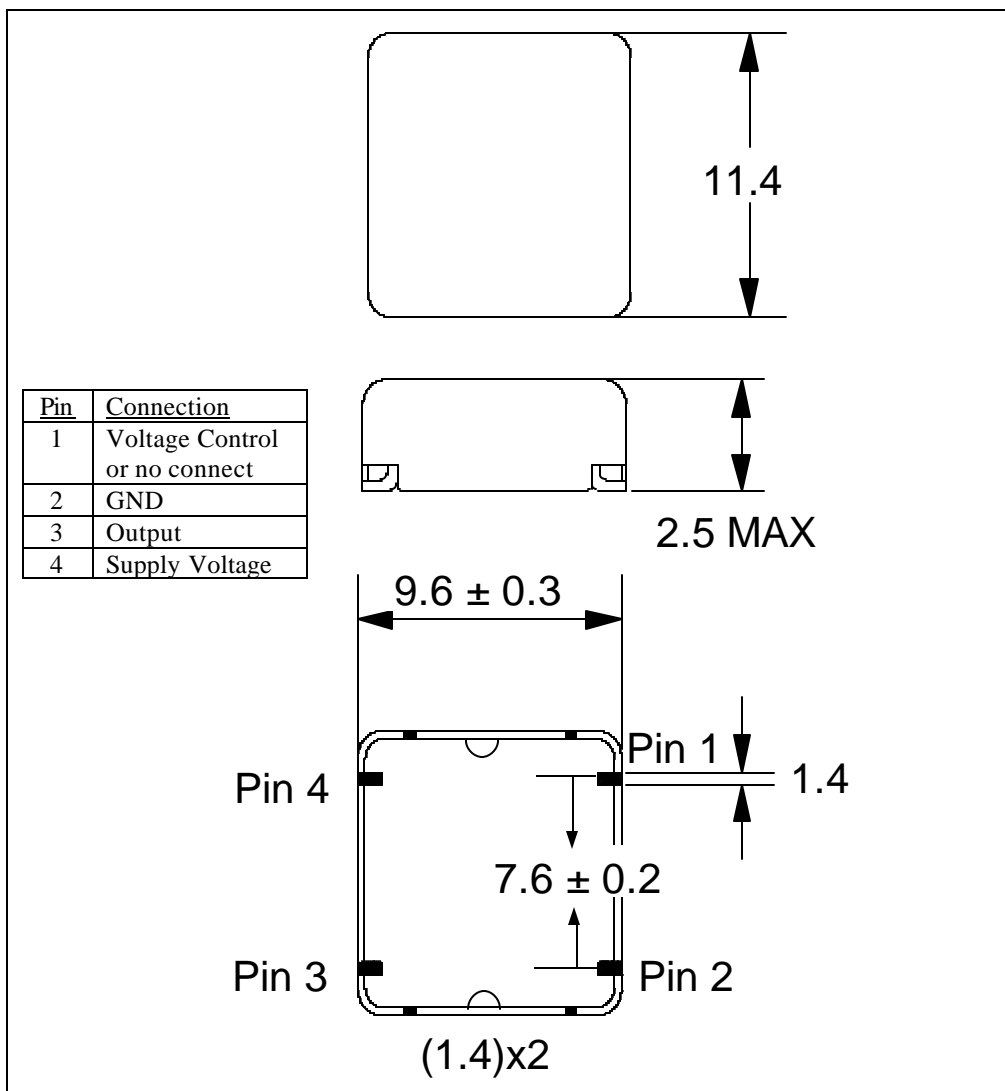 11.4
Pin Connection
1 Voltage Control
or no connect
2 GND
3 Output
4 Supply Voltage
2.5 MAX
9.6 ± 0.3
Pin 1
Pin 4
1.4
7.6 ± 0.2
Pin 3
Pin 2
(1.4)x2